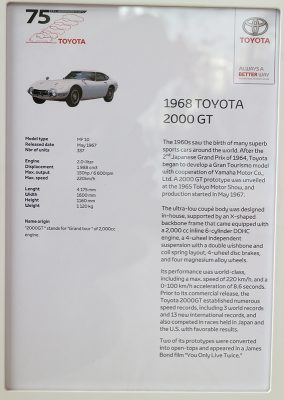 75
TOYOTA
TOYOTA
ALWAYS A
BETTER WAY
1968 TOYOTA
2000 GT
Model type MF 10
Release date May 1967
Nbr of units 337
Engine 2.0-liter
Displacement 1 988 cm3
Max. output 150hp / 6 600rpm
Max. speed 220km/h
Lenght 4 175 mm
Width 1600 mm
Height 1160 mm
Weight 1 120 kg
Name origin
"2000GT" stands for "Grand tour" of 2,000cc
engine.
The 1960s saw the birth of many superb
sports cars around the world. After the
2nd Japanese Grand Prix of 1964, Toyota
began to develop a Gran Tourismo model
with cooperation of Yamaha Motor Co.,
Ltd. A 2000 GT prototype was unveiled
at the 1965 Tokyo Motor Show, and
production started in May 1967.
The ultra-low coupé body was designed
in-house, supported by an X-shaped
backbone frame that came equipped with
a 2,000 cc inline 6-cylinder DOHC
engine, a 4-wheel independent
suspension with a double wishbone and
coil spring layout, 4-wheel disc brakes,
and four magnesium alloy wheels.
Its performance was world-class,
including a max. speed of 220 km/h, and a
0-100 km/h acceleration of 8.6 seconds.
Prior to its commercial release, the
Toyota 2000GT established numerous
speed records, including 3 world records
and 13 new international records, and
also competed in races held in Japan and
the U.S. with favorable results.
Two of its prototypes were converted
into open-tops and appeared in a James
Bond film "You Only Live Twice."